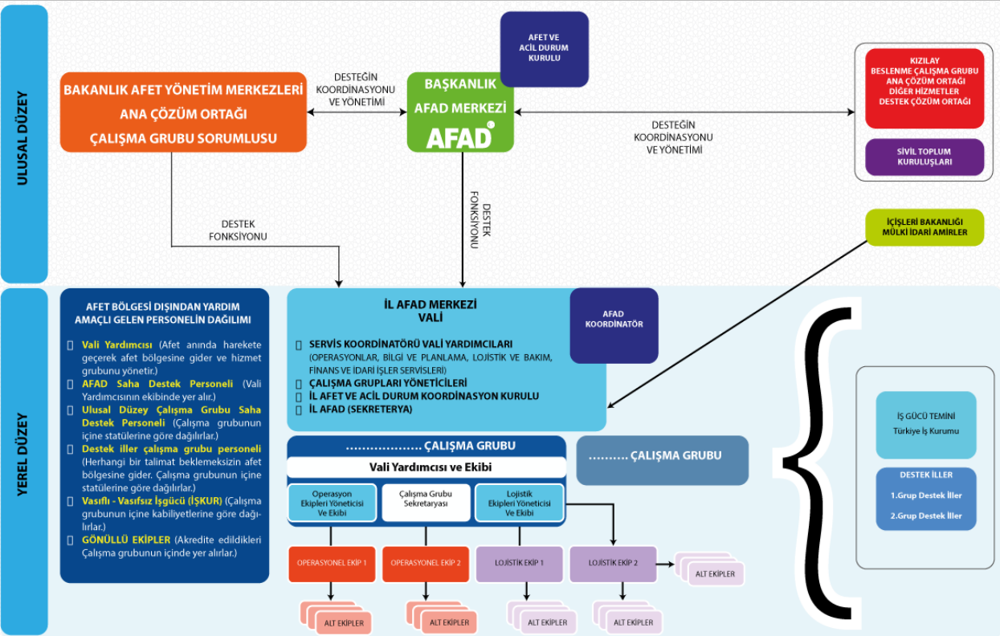 ULUSAL DÜZEY
AFET VE
ACİL DURUM
KURULU
BAKANLIK AFET YÖNETİM MERKEZLERİ
ANA ÇÖZÜM ORTAĞI
ÇALIŞMA GRUBU SORUMLUSU
DESTEĞİN
KOORDİNASYONU
VE YÖNETİMİ
BAŞKANLIK
AFAD MERKEZİ
AFAD
DESTEĞİN
KOORDİNASYONU
VE YÖNETİMİ
KIZILAY
BESLENME ÇALIŞMA GRUBU
ANA ÇÖZÜM ORTAĞI
DİĞER HİZMETLER
DESTEK ÇÖZÜM ORTAĞI
SİVİL TOPLUM
KURULUŞLARI
DESTEK
FONKSİYONU
DESTEK
FONKSİYONU
İÇİŞLERİ BAKANLIĞI
MÜLKİ İDARİ AMİRLER
YEREL DÜZEY
AFET BÖLGESİ DIŞINDAN YARDIM
AMAÇLI GELEN PERSONELİN DAĞILIMI
Vali Yardımcısı (Afet anında harekete
geçerek afet bölgesine gider ve hizmet
grubunu yönetir.)
AFAD Saha Destek Personeli (Vali
Yardımcısının ekibinde yer alır.)
Ulusal Düzey Çalışma Grubu Saha
Destek Personeli (Çalışma grubunun
içine statülerine göre dağılırlar.)
Destek iller çalışma grubu personeli
(Herhangi bir talimat beklemeksizin afet
bölgesine gider. Çalışma grubunun içine
statülerine göre dağılırlar.)
Vasıflı - Vasıfsız İşgücü (İŞKUR) (Çalışma
grubunun içine kabiliyetlerine göre dağı-
lırlar.)
GÖNÜLLÜ EKİPLER (Akredite edildikleri
Çalışma grubunun içinde yer alırlar.)
İL AFAD MERKEZİ
VALİ
SERVİS KOORDİNATÖRÜ VALİ YARDIMCILARI
(OPERASYONLAR, BİLGİ VE PLANLAMA, LOJİSTİK VE BAKIM,
FİNANS VE İDARİ İŞLER SERVİSLERİ)
ÇALIŞMA GRUPLARI YÖNETİCİLERİ
İL AFET VE ACİL DURUM KOORDİNASYON KURULU
İL AFAD (SEKRETERYA)
AFAD
KOORDİNATÖR
................... ÇALIŞMA GRUBU
Vali Yardımcısı ve Ekibi
Operasyon
Ekipleri Yöneticisi
Ve Ekibi
Çalışma Grubu
Sekretaryası
Lojistik
Ekipleri Yöneticisi
Ve Ekibi
.......... ÇALIŞMA GRUBU
OPERASYONEL EKİP 1
OPERASYONEL EKİP 2
LOJİSTİK EKİP 1
LOJİSTİK EKİP 2
ALT EKİPLER
ALT EKİPLER
ALT EKİPLER
ALT EKİPLER
ALT EKİPLER
İŞ GÜCÜ TEMİNİ
Türkiye İş Kurumu
DESTEK İLLER
1.Grup Destek İller
2.Grup Destek İller